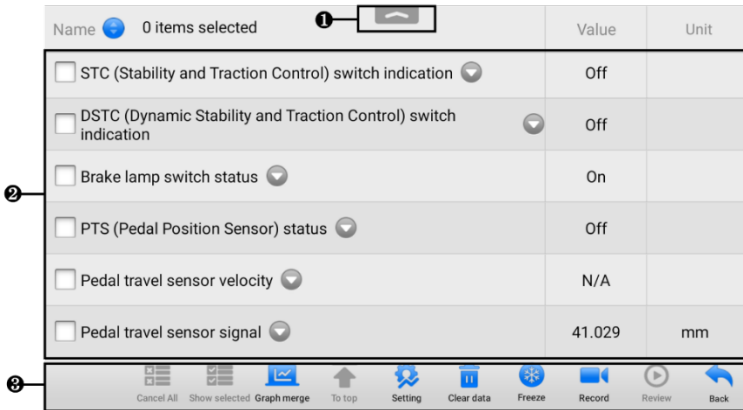 Name 0 items selected ❶ Value Unit
STC (Stability and Traction Control) switch indication Off
DSTC (Dynamic Stability and Traction Control) switch
indication Off
❷
Brake lamp switch status On
PTS (Pedal Position Sensor) status Off
Pedal travel sensor velocity N/A
Pedal travel sensor signal 41.029 mm
❸
Cancel All Show selected Graph merge To top Setting Clear data Freeze Record Review Back